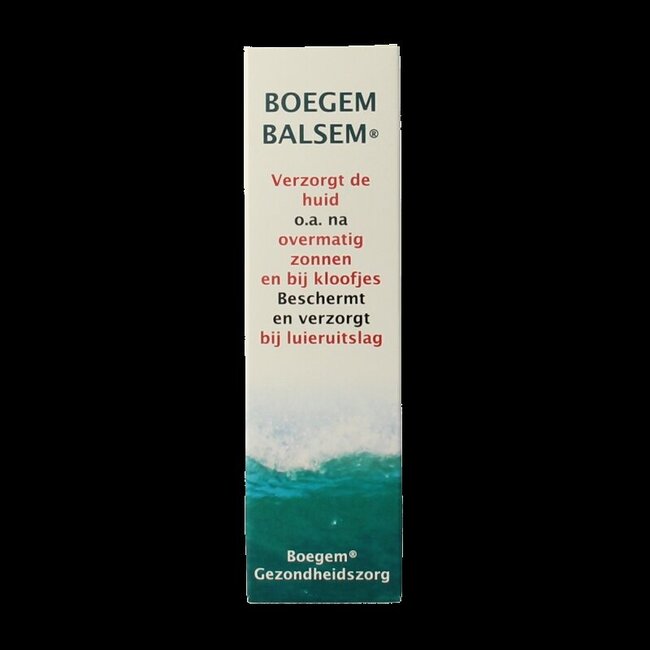 BOEGEM
BALSEM®
Verzorgt de
huid
o.a. na
overmatig
zonnen
en bij kloofjes
Beschermt
en verzorgt
bij luieruitslag
Boegem®
Gezondheidszorg